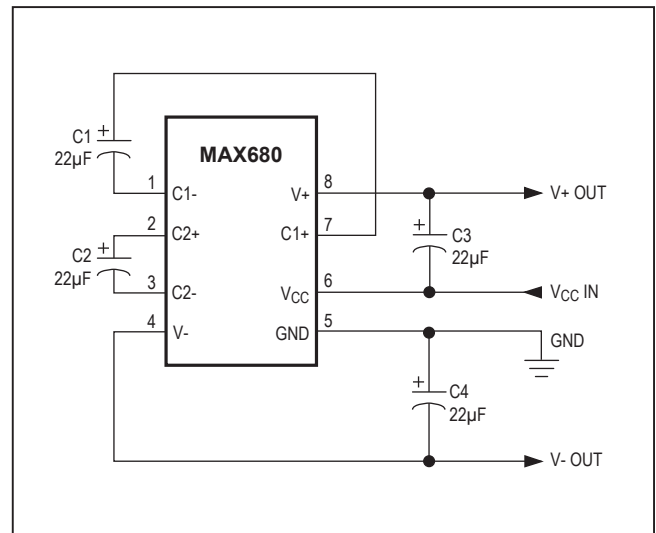 C1 +
22µF
MAX680
1 C1-
V+ 8
V+ OUT
2 C2+
C1+ 7
+ C3
22µF
C2 +
22µF
3 C2-
VCC 6
VCC IN
4 V-
GND 5
GND
+ C4
22µF
V- OUT